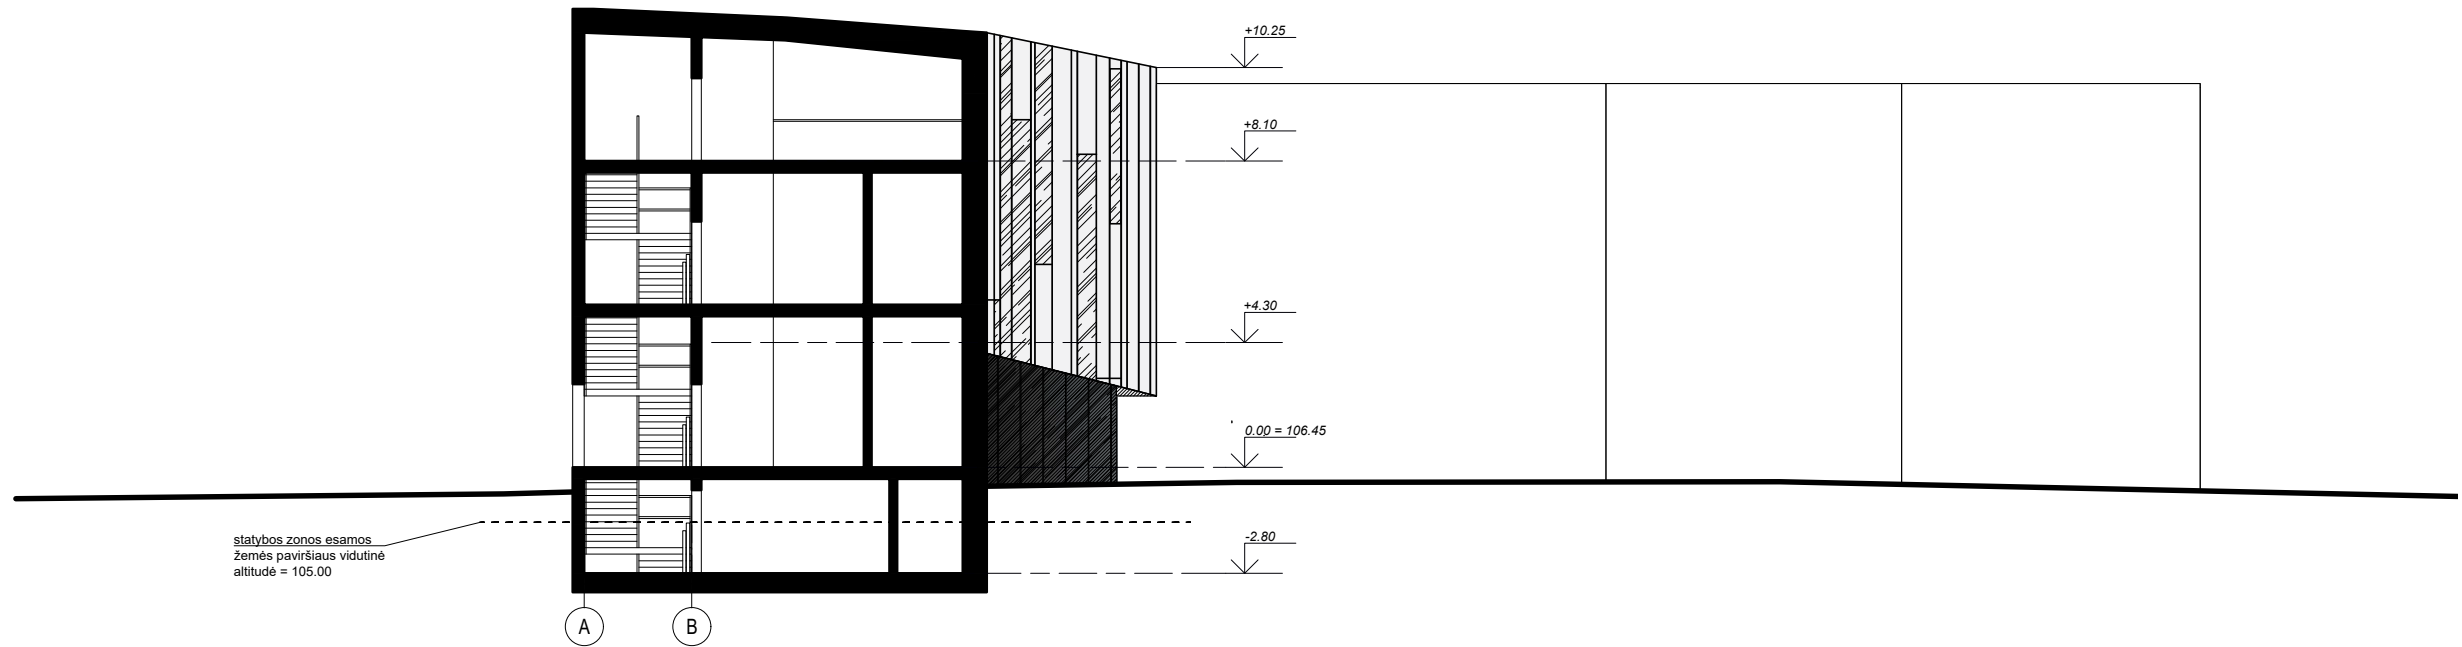 +10.25
+8.10
+4.30
0.00 = 106.45
statybos zonos esamos
žemės paviršiaus vidutinė
altitudė = 105.00
-2.80
A
B